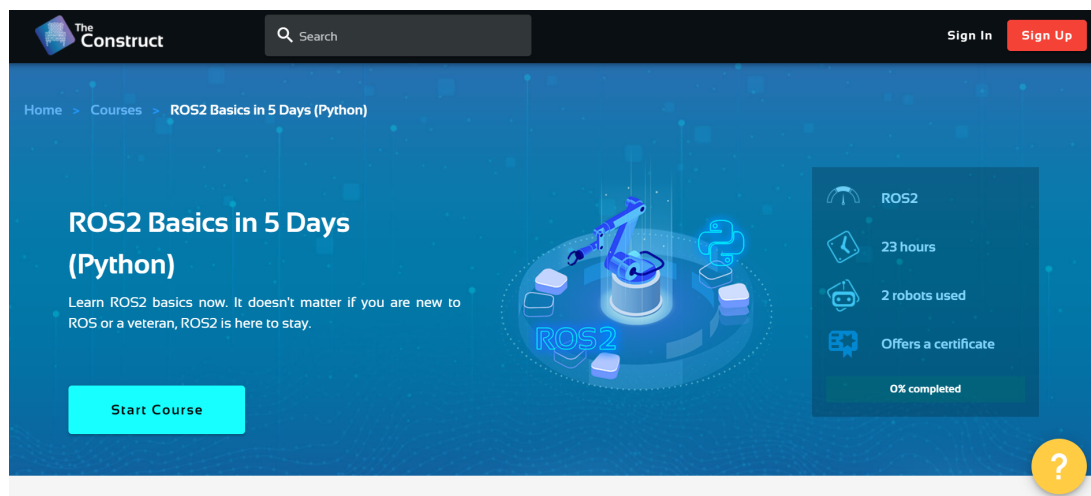 The
Construct
Search
Sign In
Sign Up
Home > Courses > ROS2 Basics in 5 Days (Python)
ROS2 Basics in 5 Days
(Python)
Learn ROS2 basics now. It doesn't matter if you are new to
ROS or a veteran, ROS2 is here to stay.
Start Course
ROS2
ROS2
23 hours
2 robots used
Offers a certificate
0% completed
?